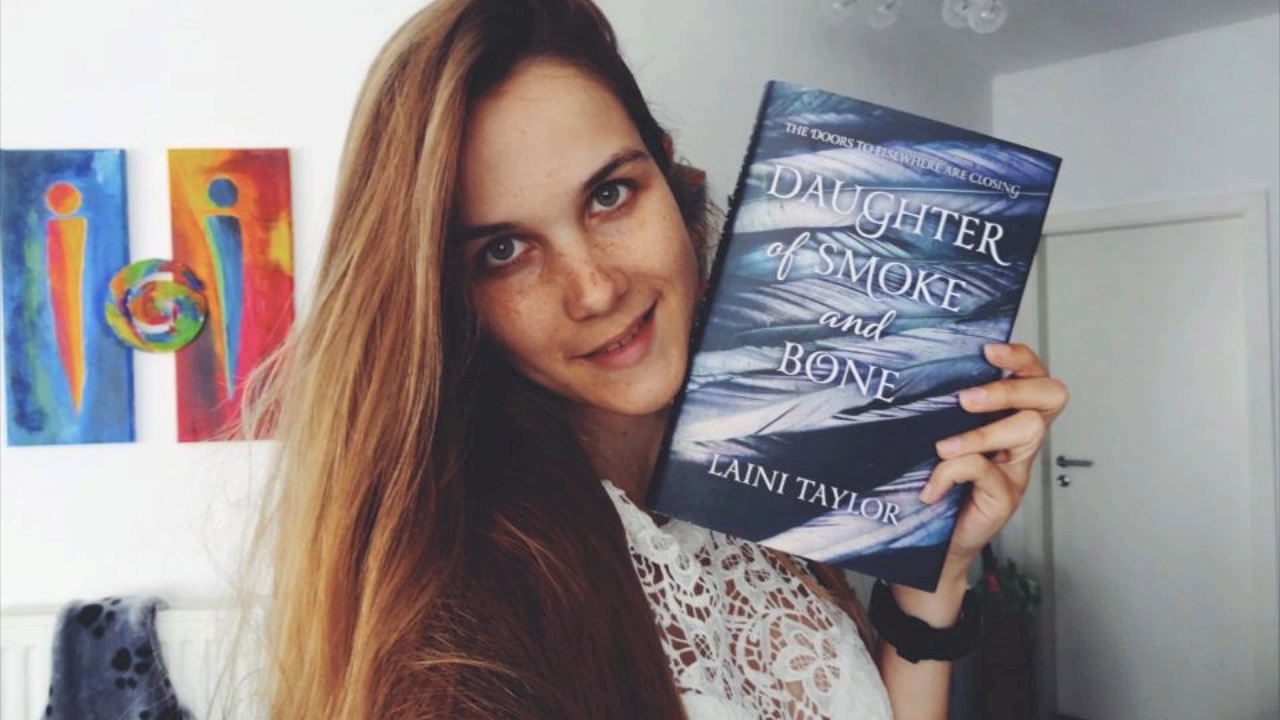 THE DOORS TO ELSEWHERE ARE CLOSING
DAUGHTER
of SMOKE
and
BONE
LAINI TAYLOR